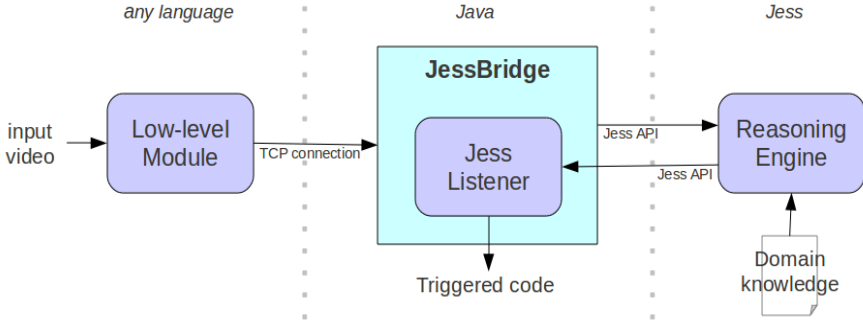 any language
Java
Jess
JessBridge
input
video
Low-level
Module
TCP connection
Jess
Listener
Jess API
Jess API
Reasoning
Engine
Triggered code
Domain
knowledge